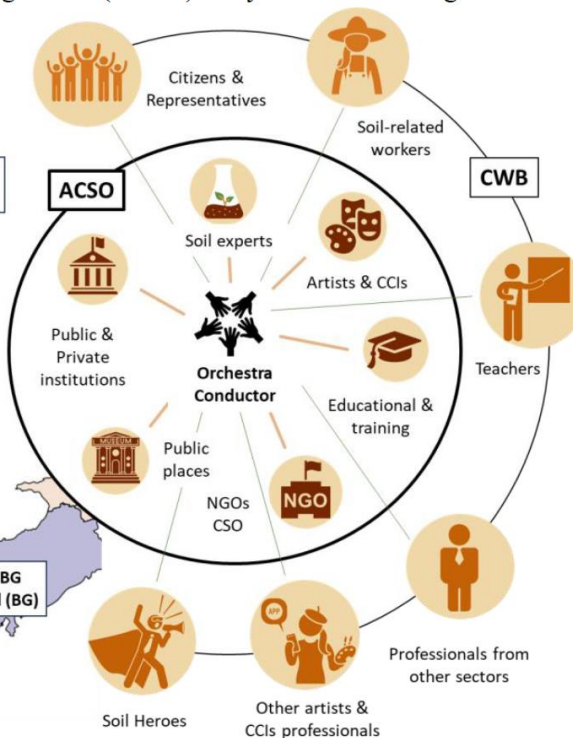 Citizens &
Representatives
Soil-related
workers
ACSO
CWB
Soil experts
Artists & CCIs
Public &
Private
institutions
Orchestra
Conductor
Teachers
Educational &
training
MUSEUM
Public
places
NGOs
CSO
NGO
BG
(BG)
APP
Soil Heroes
Other artists &
CCIs professionals
Professionals from
other sectors